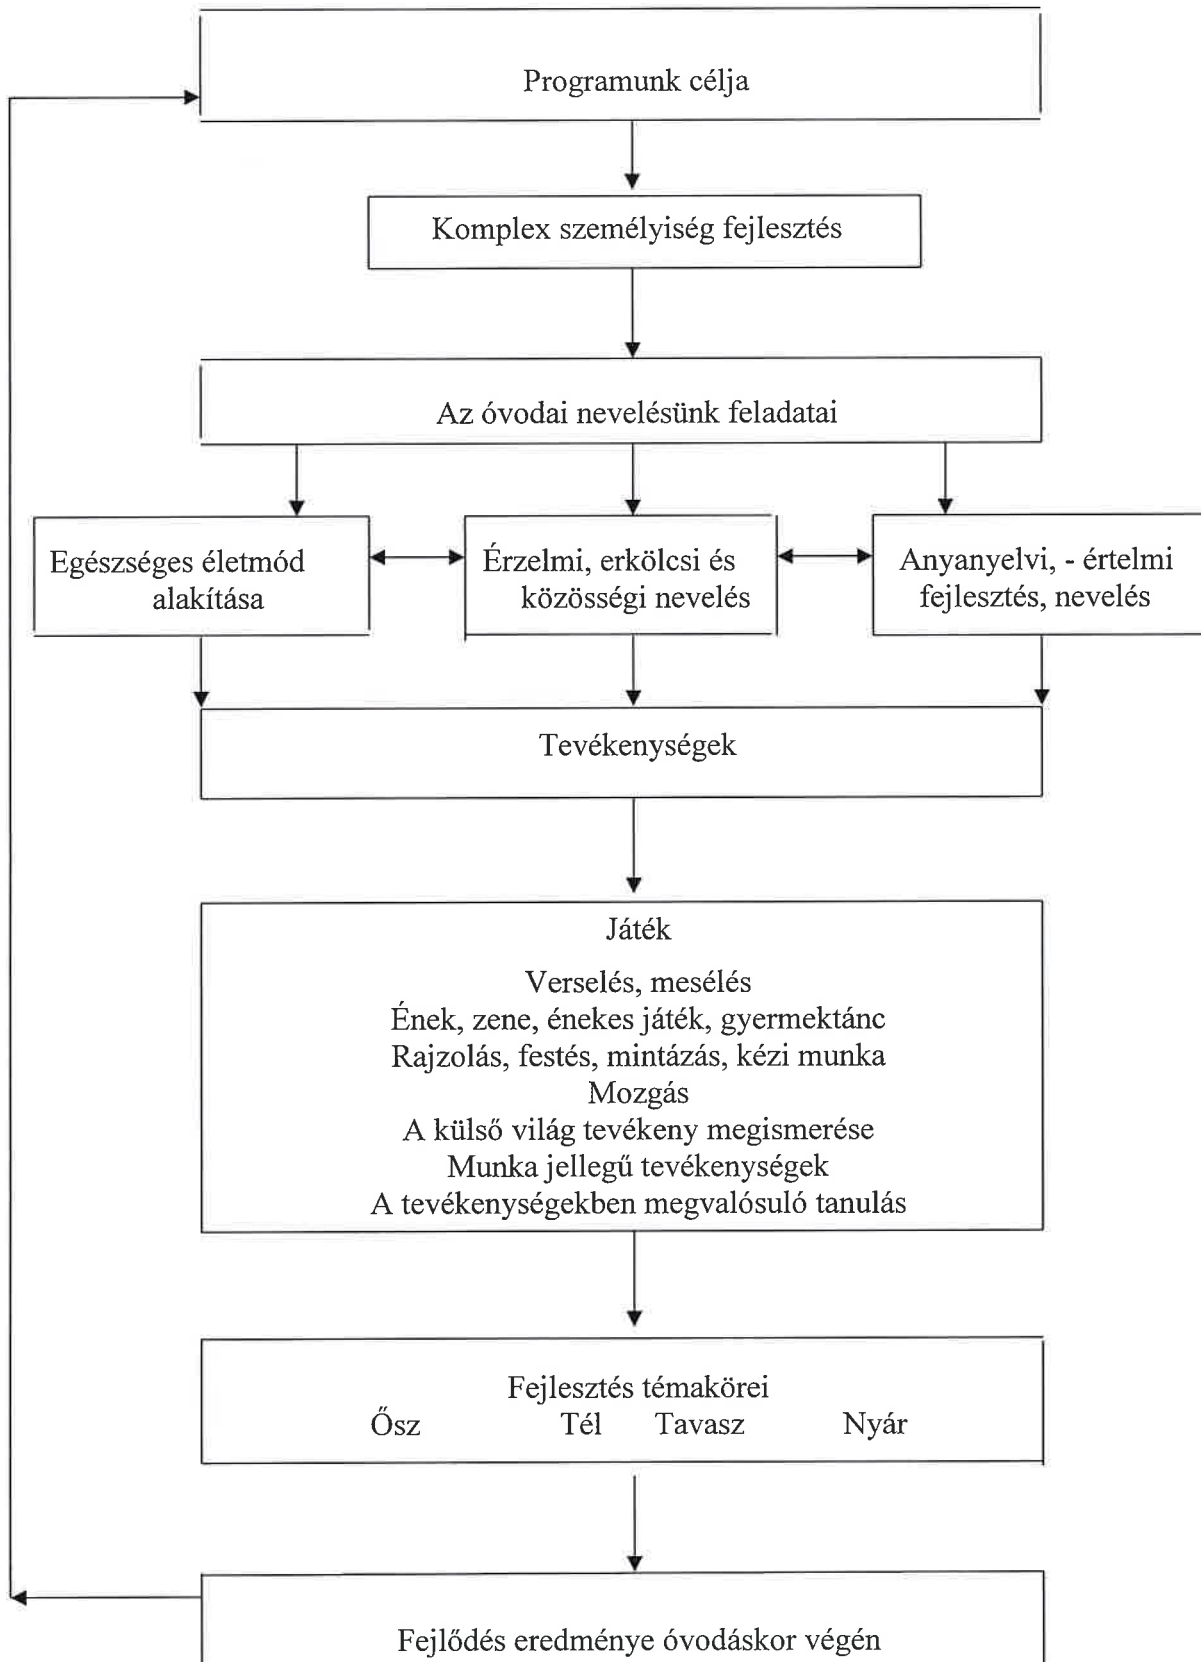 Programunk célja
Komplex személyiség fejlesztés
Az óvodai nevelésünk feladatai
Egészséges életmód
alakítása
Érzelmi, erkölcsi és
közösségi nevelés
Anyanyelvi, - értelmi
fejlesztés, nevelés
Tevékenységek
Játék
Verselés, mesélés
Ének, zene, énekes játék, gyermektánc
Rajzolás, festés, mintázás, kézi munka
Mozgás
A külső világ tevékeny megismerése
Munka jellegű tevékenységek
A tevékenységekben megvalósuló tanulás
Fejlesztés témakörei
Ősz Tél Tavasz Nyár
Fejlődés eredménye óvodáskor végén